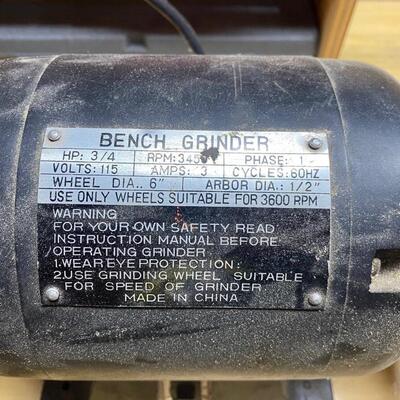 BENCH GRINDER
HP: 3/4 RPM:345 PHASE: 1
VOLTS:115 AMPS: 3 CYCLES:60HZ
WHEEL DIA.. 6" ARBOR DIA.: 1/2"
USE ONLY WHEELS SUITABLE FOR 3600 RPM
WARNING
FOR YOUR OWN SAFETY READ
INSTRUCTION MANUAL BEFORE
OPERATING GRINDER
1.WEAR EYE PROTECTION:
2.USE GRINDING WHEEL SUITABLE
FOR SPEED OF GRINDER
MADE IN CHINA